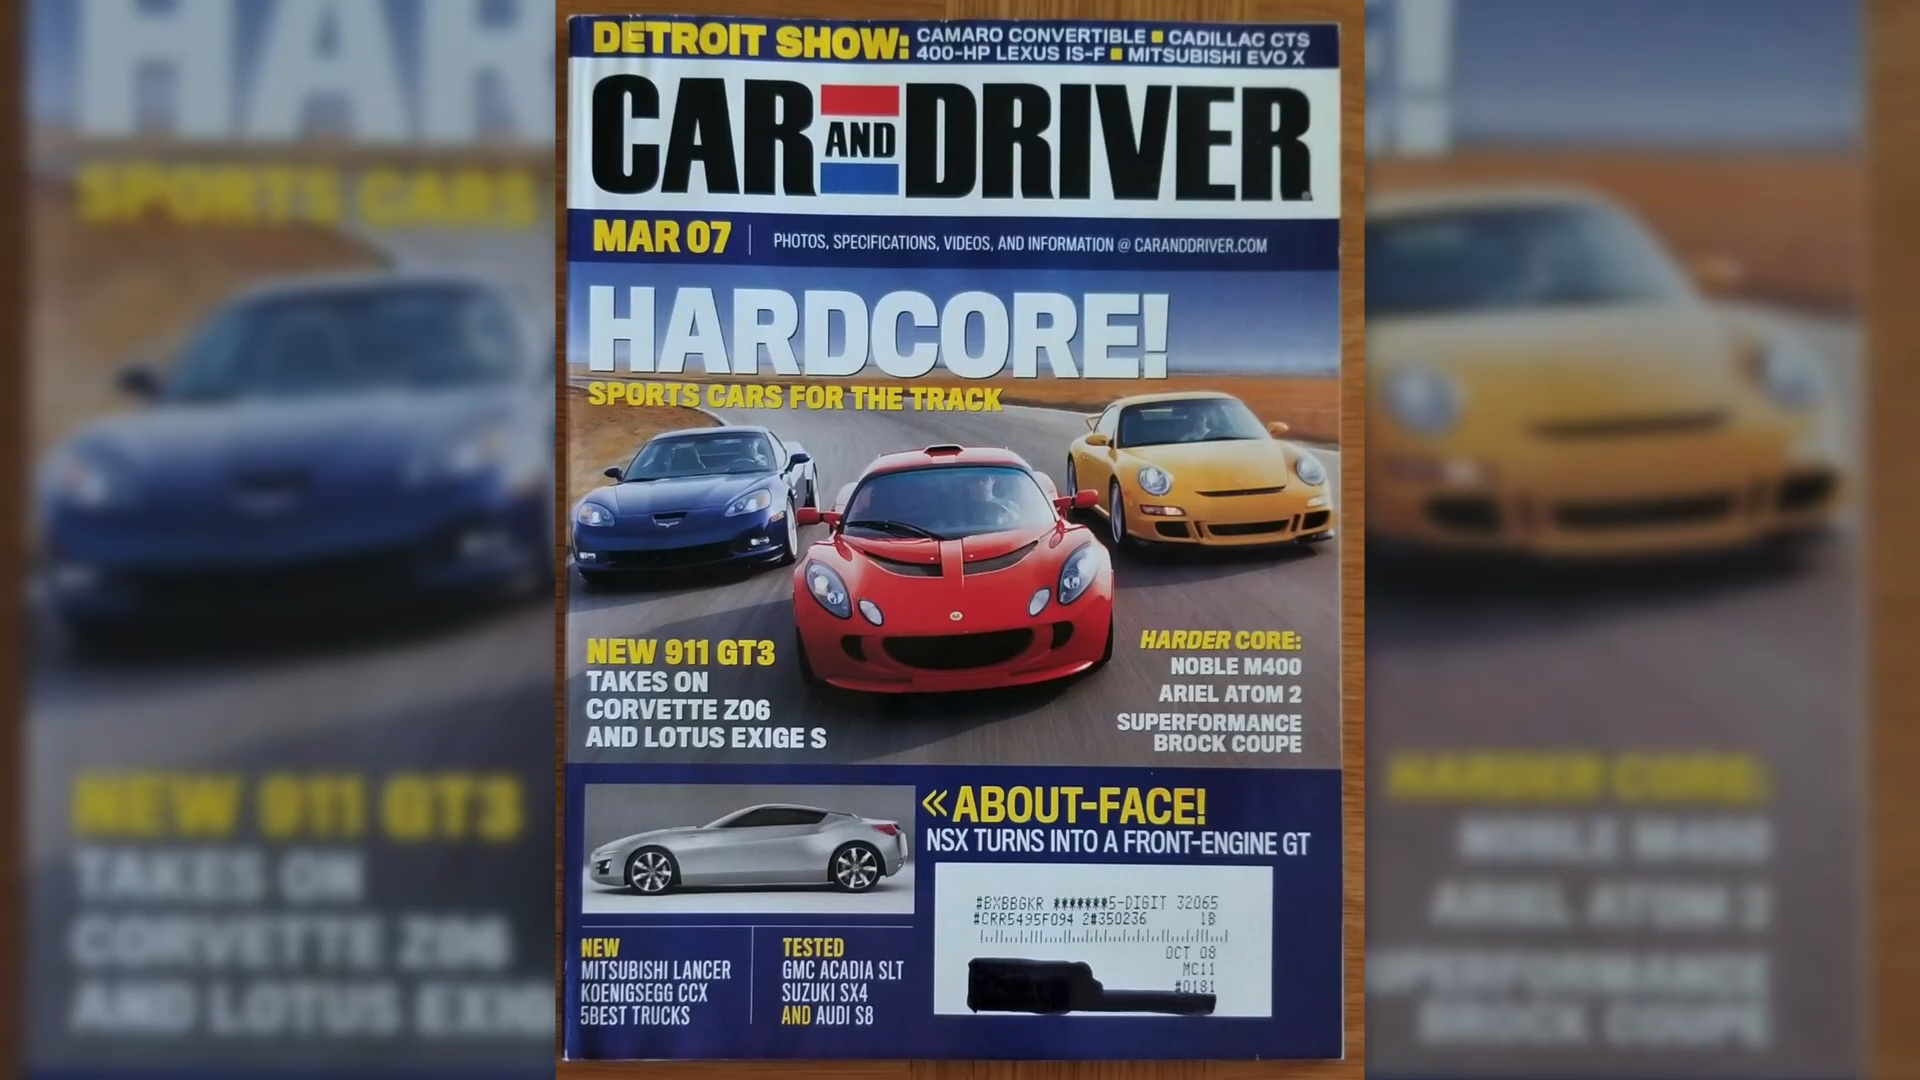 DETROIT SHOW: CAMARO CONVERTIBLE ■ CADILLAC CTS
400-HP LEXUS IS-F ■ MITSUBISHI EVO X
CAR AND DRIVER
MAR 07 | PHOTOS, SPECIFICATIONS, VIDEOS, AND INFORMATION @ CARANDDRIVER.COM
HARDCORE!
SPORTS CARS FOR THE TRACK
NEW 911 GT3
TAKES ON
CORVETTE Z06
AND LOTUS EXIGE S
HARDER CORE:
NOBLE M400
ARIEL ATOM 2
SUPERFORMANCE
BROCK COUPE
«ABOUT-FACE!
NSX TURNS INTO A FRONT-ENGINE GT
NEW
MITSUBISHI LANCER
KOENIGSEGG CCX
5BEST TRUCKS
TESTED
GMC ACADIA SLT
SUZUKI SX4
AND AUDI S8
#BXBBGKR *******5-DIGIT 32065
#CRR5495F094 2#350236 1B
OCT 08
MC11
#0181